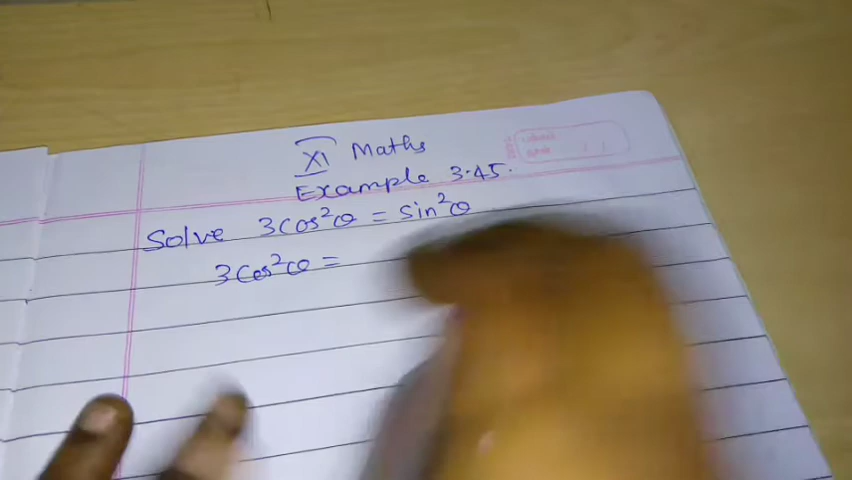 XI Maths
Example 3.45.
Solve 3cos²θ = sin²θ
3cos²θ =